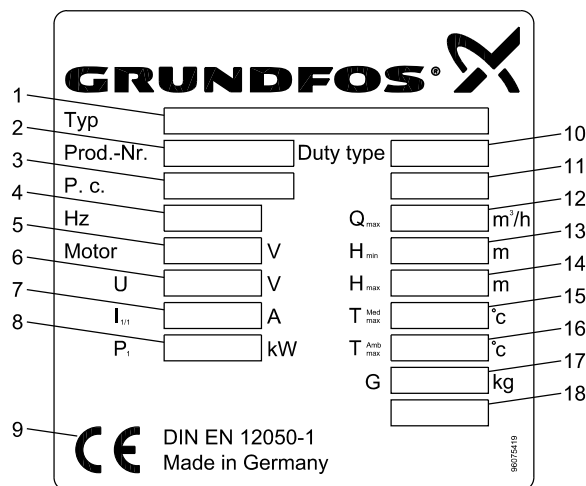 GRUNDFOS®
1
Typ
2
Prod.-Nr. Duty type 10
3
P. c. 11
4
Hz Q max m³/h 12
5
Motor V H min m 13
6
U V H max m 14
7
I 1/1 A T Med max °c 15
8
P1 kW T Amb max °c 16
G kg 17
18
9
DIN EN 12050-1
CE
Made in Germany
96075419